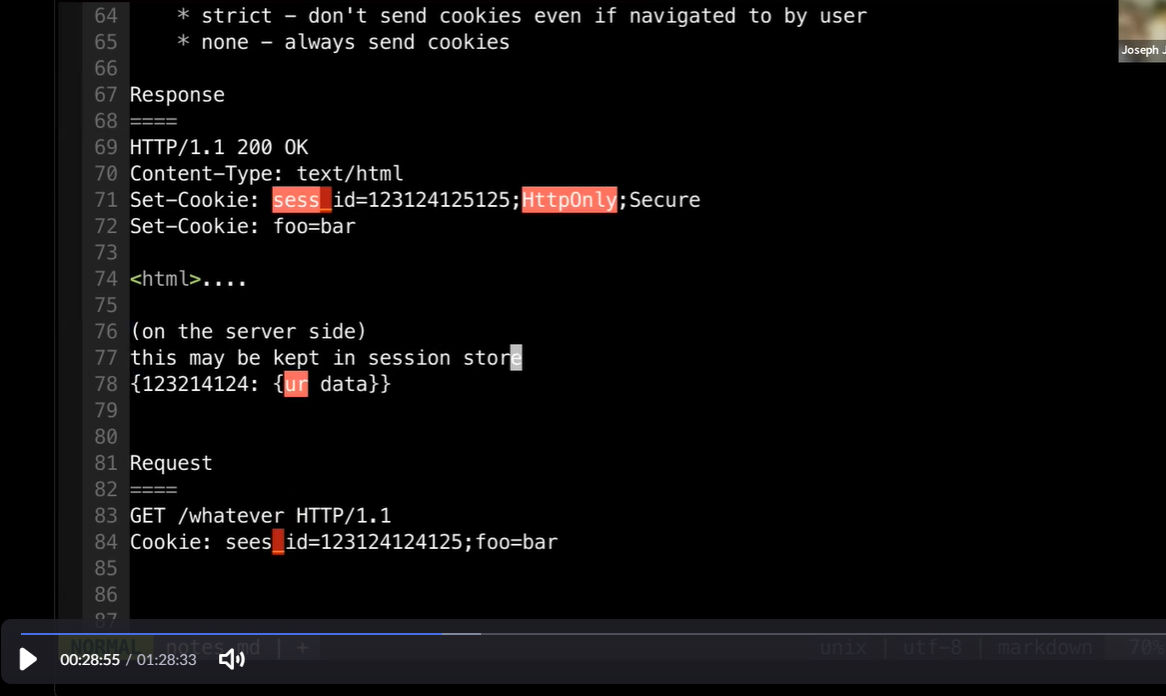 64 * strict - don't send cookies even if navigated to by user
65 * none - always send cookies
66
67 Response
68 ====
69 HTTP/1.1 200 OK
70 Content-Type: text/html
71 Set-Cookie: sess_id=123124125125;HttpOnly;Secure
72 Set-Cookie: foo=bar
73
74 <html>....
75
76 (on the server side)
77 this may be kept in session store
78 {123214124: {ur data}}
79
80
81 Request
82 ====
83 GET /whatever HTTP/1.1
84 Cookie: sees_id=123124124125;foo=bar
85
86
87
NORMAL notes.md | + unix | utf-8 | markdown 70%
00:28:55 / 01:28:33
Joseph J